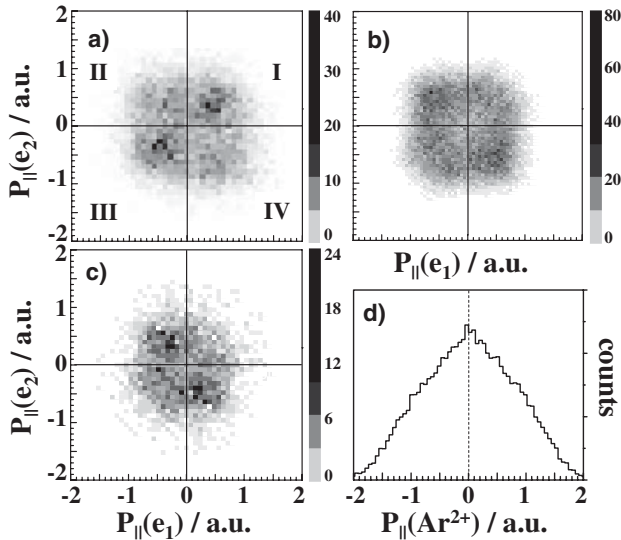 a)
II
I
III
IV
P||(e2) / a.u.
2
1
0
-1
-2
40
30
20
10
0
b)
80
60
40
20
0
P||(e1) / a.u.
c)
P||(e2) / a.u.
2
1
0
-1
-2
24
18
12
6
0
-2 -1 0 1 2
P||(e1) / a.u.
d)
counts
-2 -1 0 1 2
P||(Ar2+) / a.u.